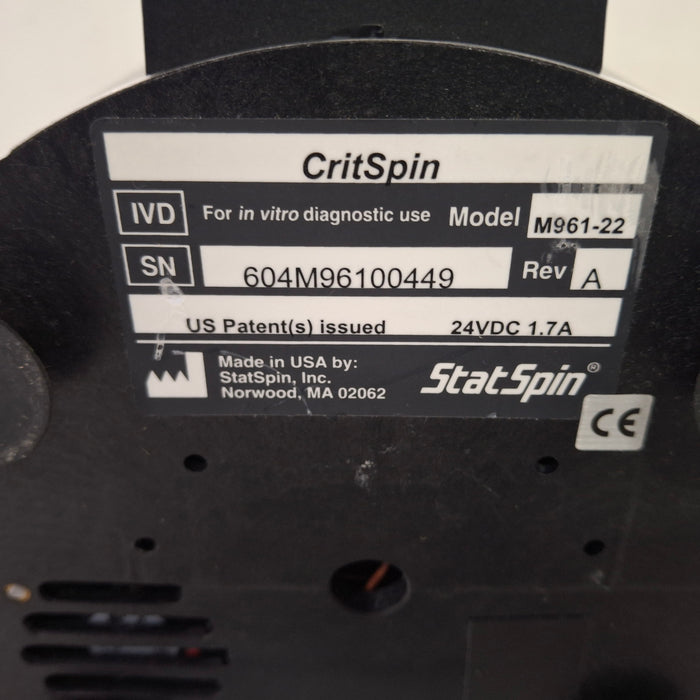 CritSpin
IVD For in vitro diagnostic use Model M961-22
SN 604M96100449 Rev A
US Patent(s) issued 24VDC 1.7A
Made in USA by:
StatSpin, Inc.
Norwood, MA 02062
StatSpin®
CE